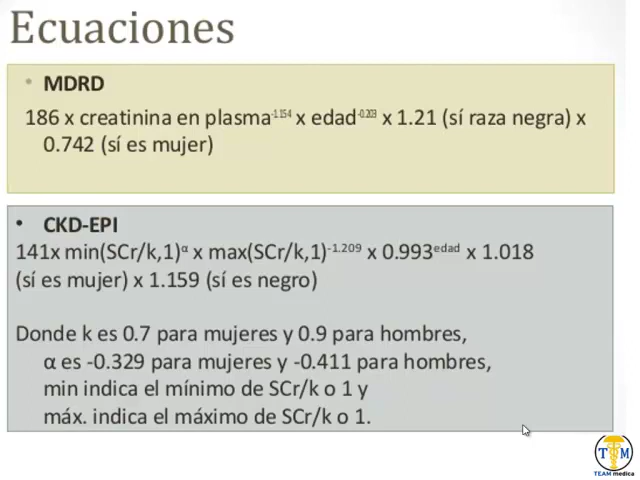 Ecuaciones
• MDRD
186 x creatinina en plasma-1.154 x edad-0.203 x 1.21 (sí raza negra) x
0.742 (sí es mujer)
• CKD-EPI
141x min(SCr/k,1)α x max(SCr/k,1)-1.209 x 0.993edad x 1.018
(sí es mujer) x 1.159 (sí es negro)
Donde k es 0.7 para mujeres y 0.9 para hombres,
α es -0.329 para mujeres y -0.411 para hombres,
min indica el mínimo de SCr/k o 1 y
máx. indica el máximo de SCr/k o 1.
T M
TEAM medica